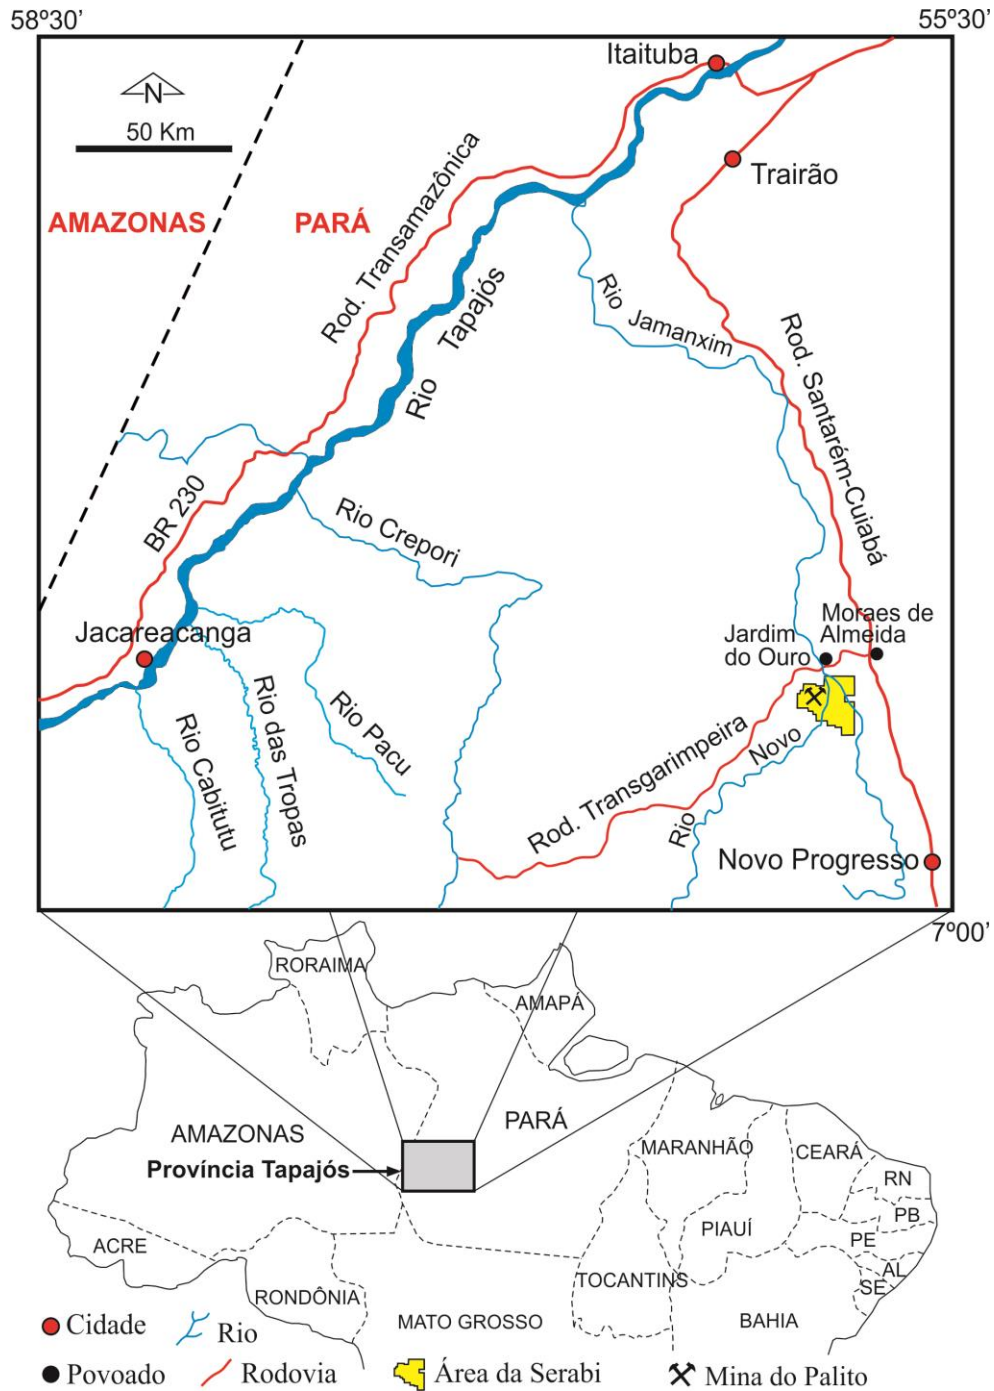 58º30'
55º30'
Itaituba
N
50 Km
Trairão
AMAZONAS
PARÁ
Rod. Transamazônica
Rio Tapajós
Rio Jamanxim
Rod. Santarém-Cuiabá
BR 230
Rio Crepori
Jacareacanga
Moraes de
Almeida
Jardim
do Ouro
Rio Cabitutu
Rio das Tropas
Rio Pacu
Rod. Transgarimpeira
Rio Novo
Novo Progresso
7º00'
RORAIMA
AMAPÁ
AMAZONAS
PARÁ
Província Tapajós
MARANHÃO
CEARÁ
RN
PB
PIAUÍ
PE
ACRE
AL
SE
TOCANTINS
RONDÔNIA
MATO GROSSO
BAHIA
Cidade
Rio
Povoado
Rodovia
Área da Serabi
Mina do Palito